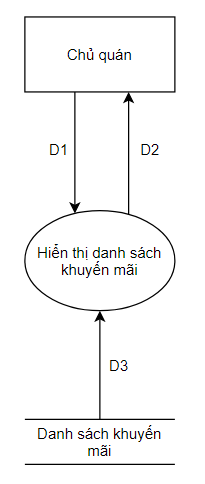 Chủ quán
D1
D2
Hiển thị danh sách
khuyến mãi
D3
Danh sách khuyến
mãi